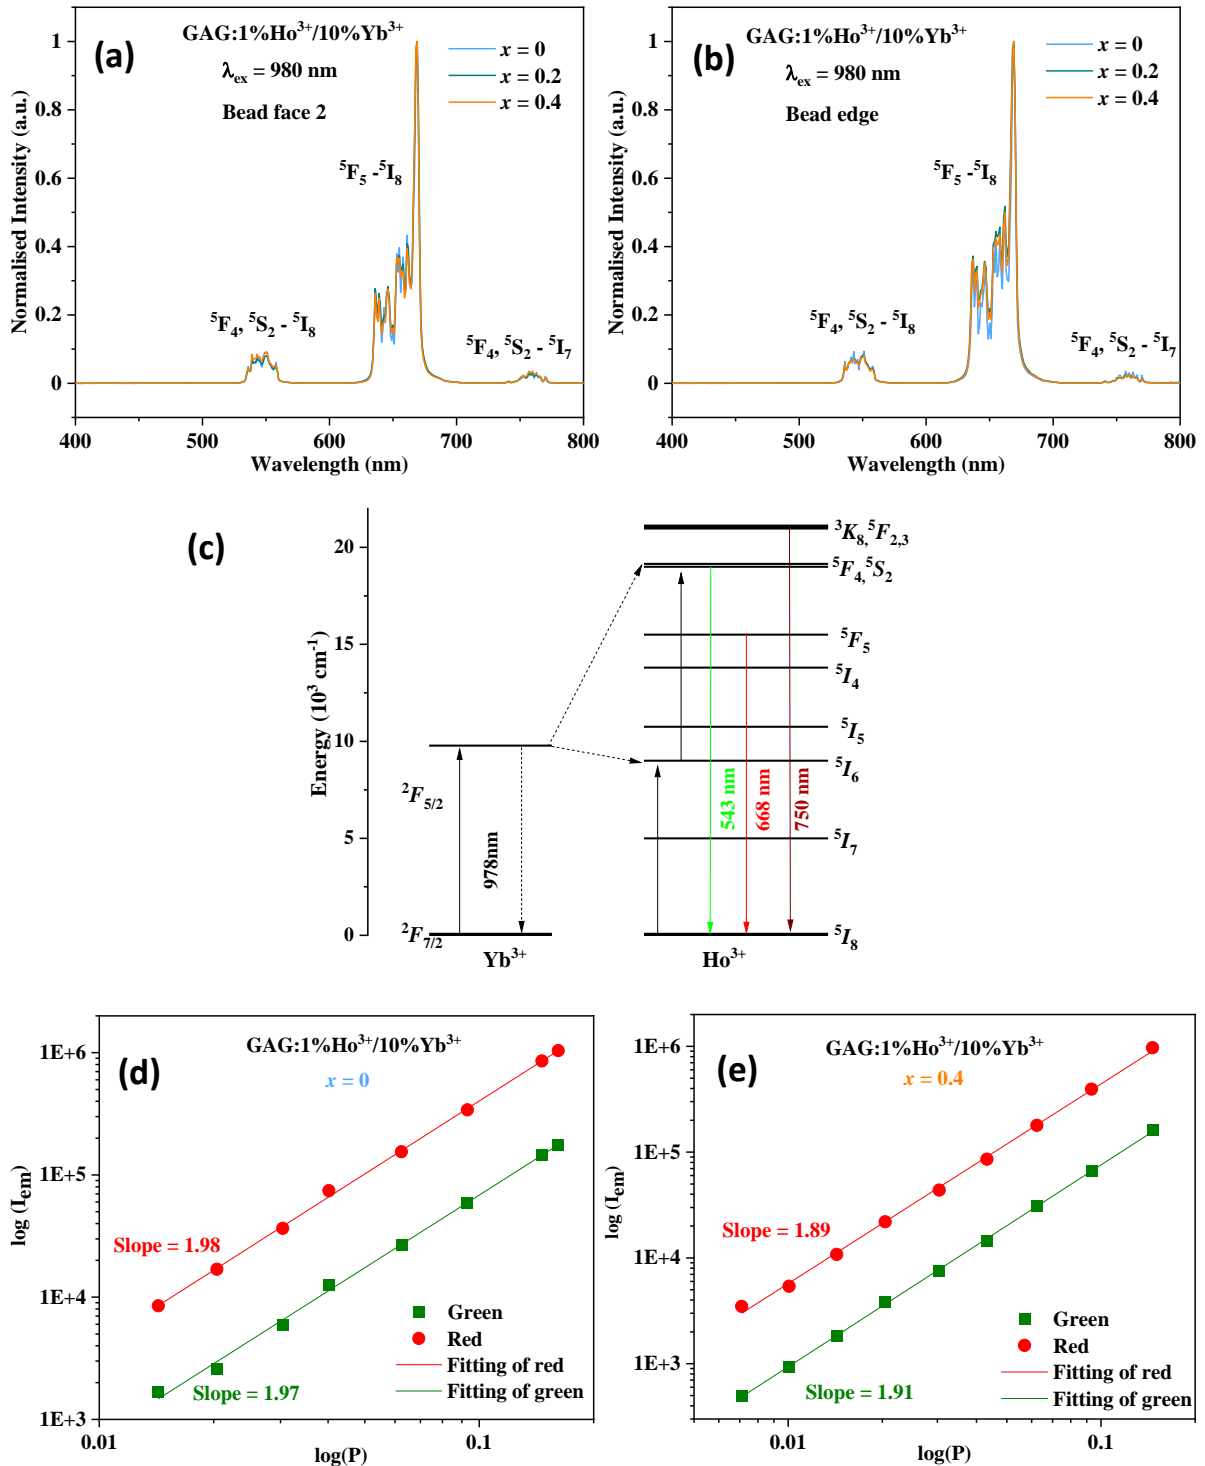 (a)
GAG:1%Ho³⁺/10%Yb³⁺
λex = 980 nm
Bead face 2
x = 0
x = 0.2
x = 0.4
⁵F₅ -⁵I₈
⁵F₄, ⁵S₂ - ⁵I₈
⁵F₄, ⁵S₂ - ⁵I₇
Normalised Intensity (a.u.)
1
0.8
0.6
0.4
0.2
0
400
500
600
700
800
Wavelength (nm)
(b)
GAG:1%Ho³⁺/10%Yb³⁺
λex = 980 nm
Bead edge
x = 0
x = 0.2
x = 0.4
⁵F₅ -⁵I₈
⁵F₄, ⁵S₂ - ⁵I₈
⁵F₄, ⁵S₂ - ⁵I₇
Normalised Intensity (a.u.)
1
0.8
0.6
0.4
0.2
0
400
500
600
700
800
Wavelength (nm)
(c)
Energy (10³ cm⁻¹)
20
15
10
5
0
²F₅/₂
²F₇/₂
978nm
Yb³⁺
³K₈,⁵F₂,₃
⁵F₄,⁵S₂
⁵F₅
⁵I₄
⁵I₅
⁵I₆
⁵I₇
⁵I₈
543 nm
668 nm
750 nm
Ho³⁺
(d)
GAG:1%Ho³⁺/10%Yb³⁺
x = 0
log (Iem)
1E+6
1E+5
1E+4
1E+3
Slope = 1.98
Slope = 1.97
Green
Red
Fitting of red
Fitting of green
0.01
0.1
log(P)
(e)
GAG:1%Ho³⁺/10%Yb³⁺
x = 0.4
log (Iem)
1E+6
1E+5
1E+4
1E+3
Slope = 1.89
Slope = 1.91
Green
Red
Fitting of red
Fitting of green
0.01
0.1
log(P)